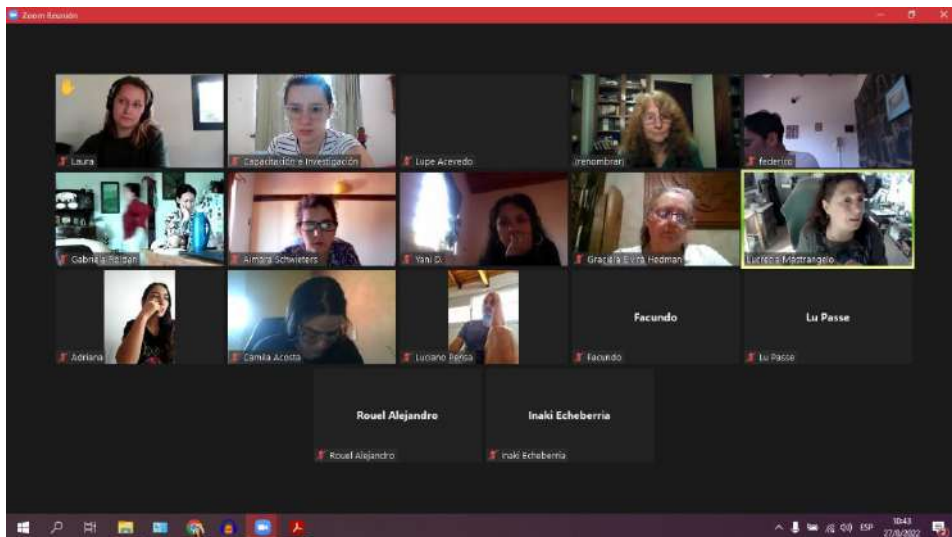 Zoom Reunión
Laura
Capacitación e Investigación
Lupe Acevedo
(renombrar)
federico
Gabriela Roldan
Aimara Schwieters
Yani D.
Graciela Elvira Hedman
Lucrecia Mastrangelo
Adriana
Camila Acosta
Luciano Pensa
Facundo
Facundo
Lu Passe
Lu Passe
Rouel Alejandro
Rouel Alejandro
Inaki Echeberria
Inaki Echeberria
ESP
10:43
27/8/2022